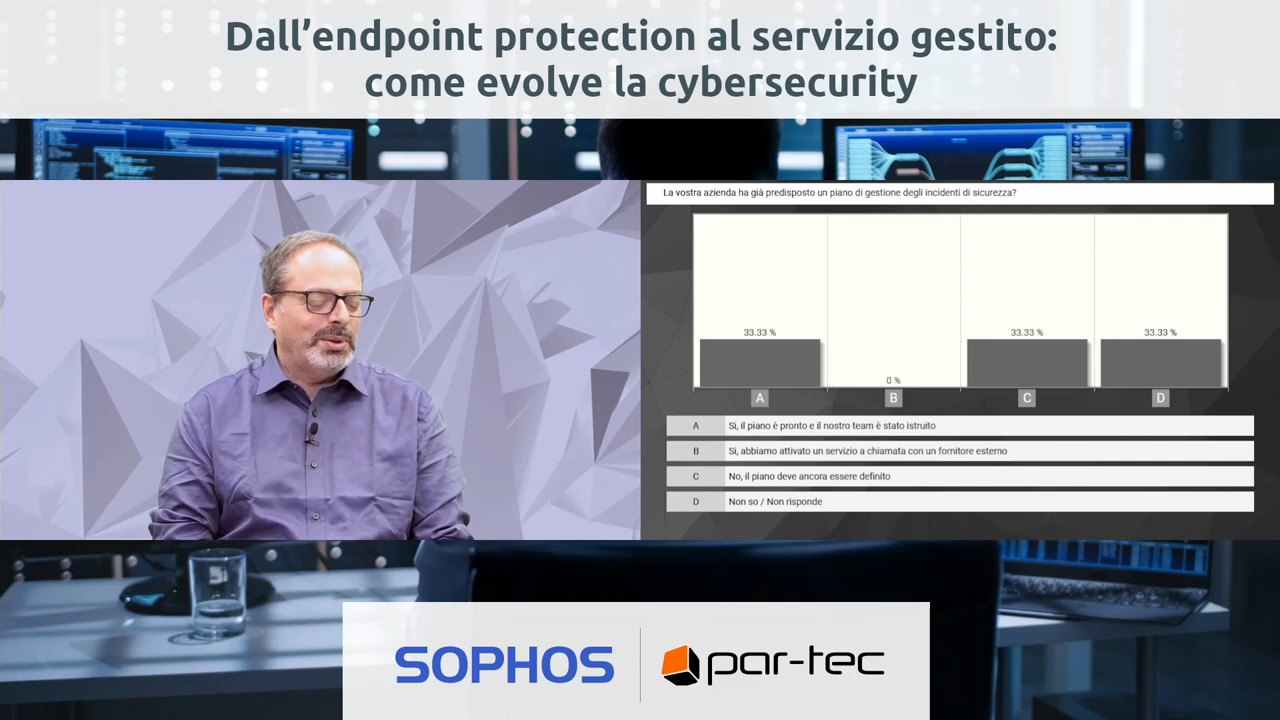 Dall’endpoint protection al servizio gestito:
come evolve la cybersecurity
La vostra azienda ha già predisposto un piano di gestione degli incidenti di sicurezza?
33.33 %
0 %
33.33 %
33.33 %
A
B
C
D
A Si, il piano è pronto e il nostro team è stato istruito
B Si, abbiamo attivato un servizio a chiamata con un fornitore esterno
C No, il piano deve ancora essere definito
D Non so / Non risponde
SOPHOS
par-tec